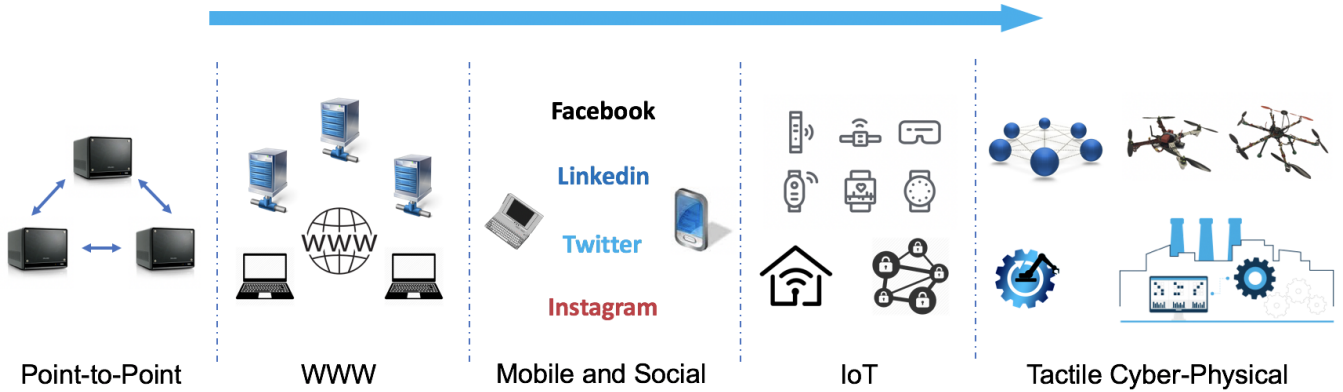 Facebook
Linkedin
Twitter
Instagram
WWW
Point-to-Point
WWW
Mobile and Social
IoT
Tactile Cyber-Physical